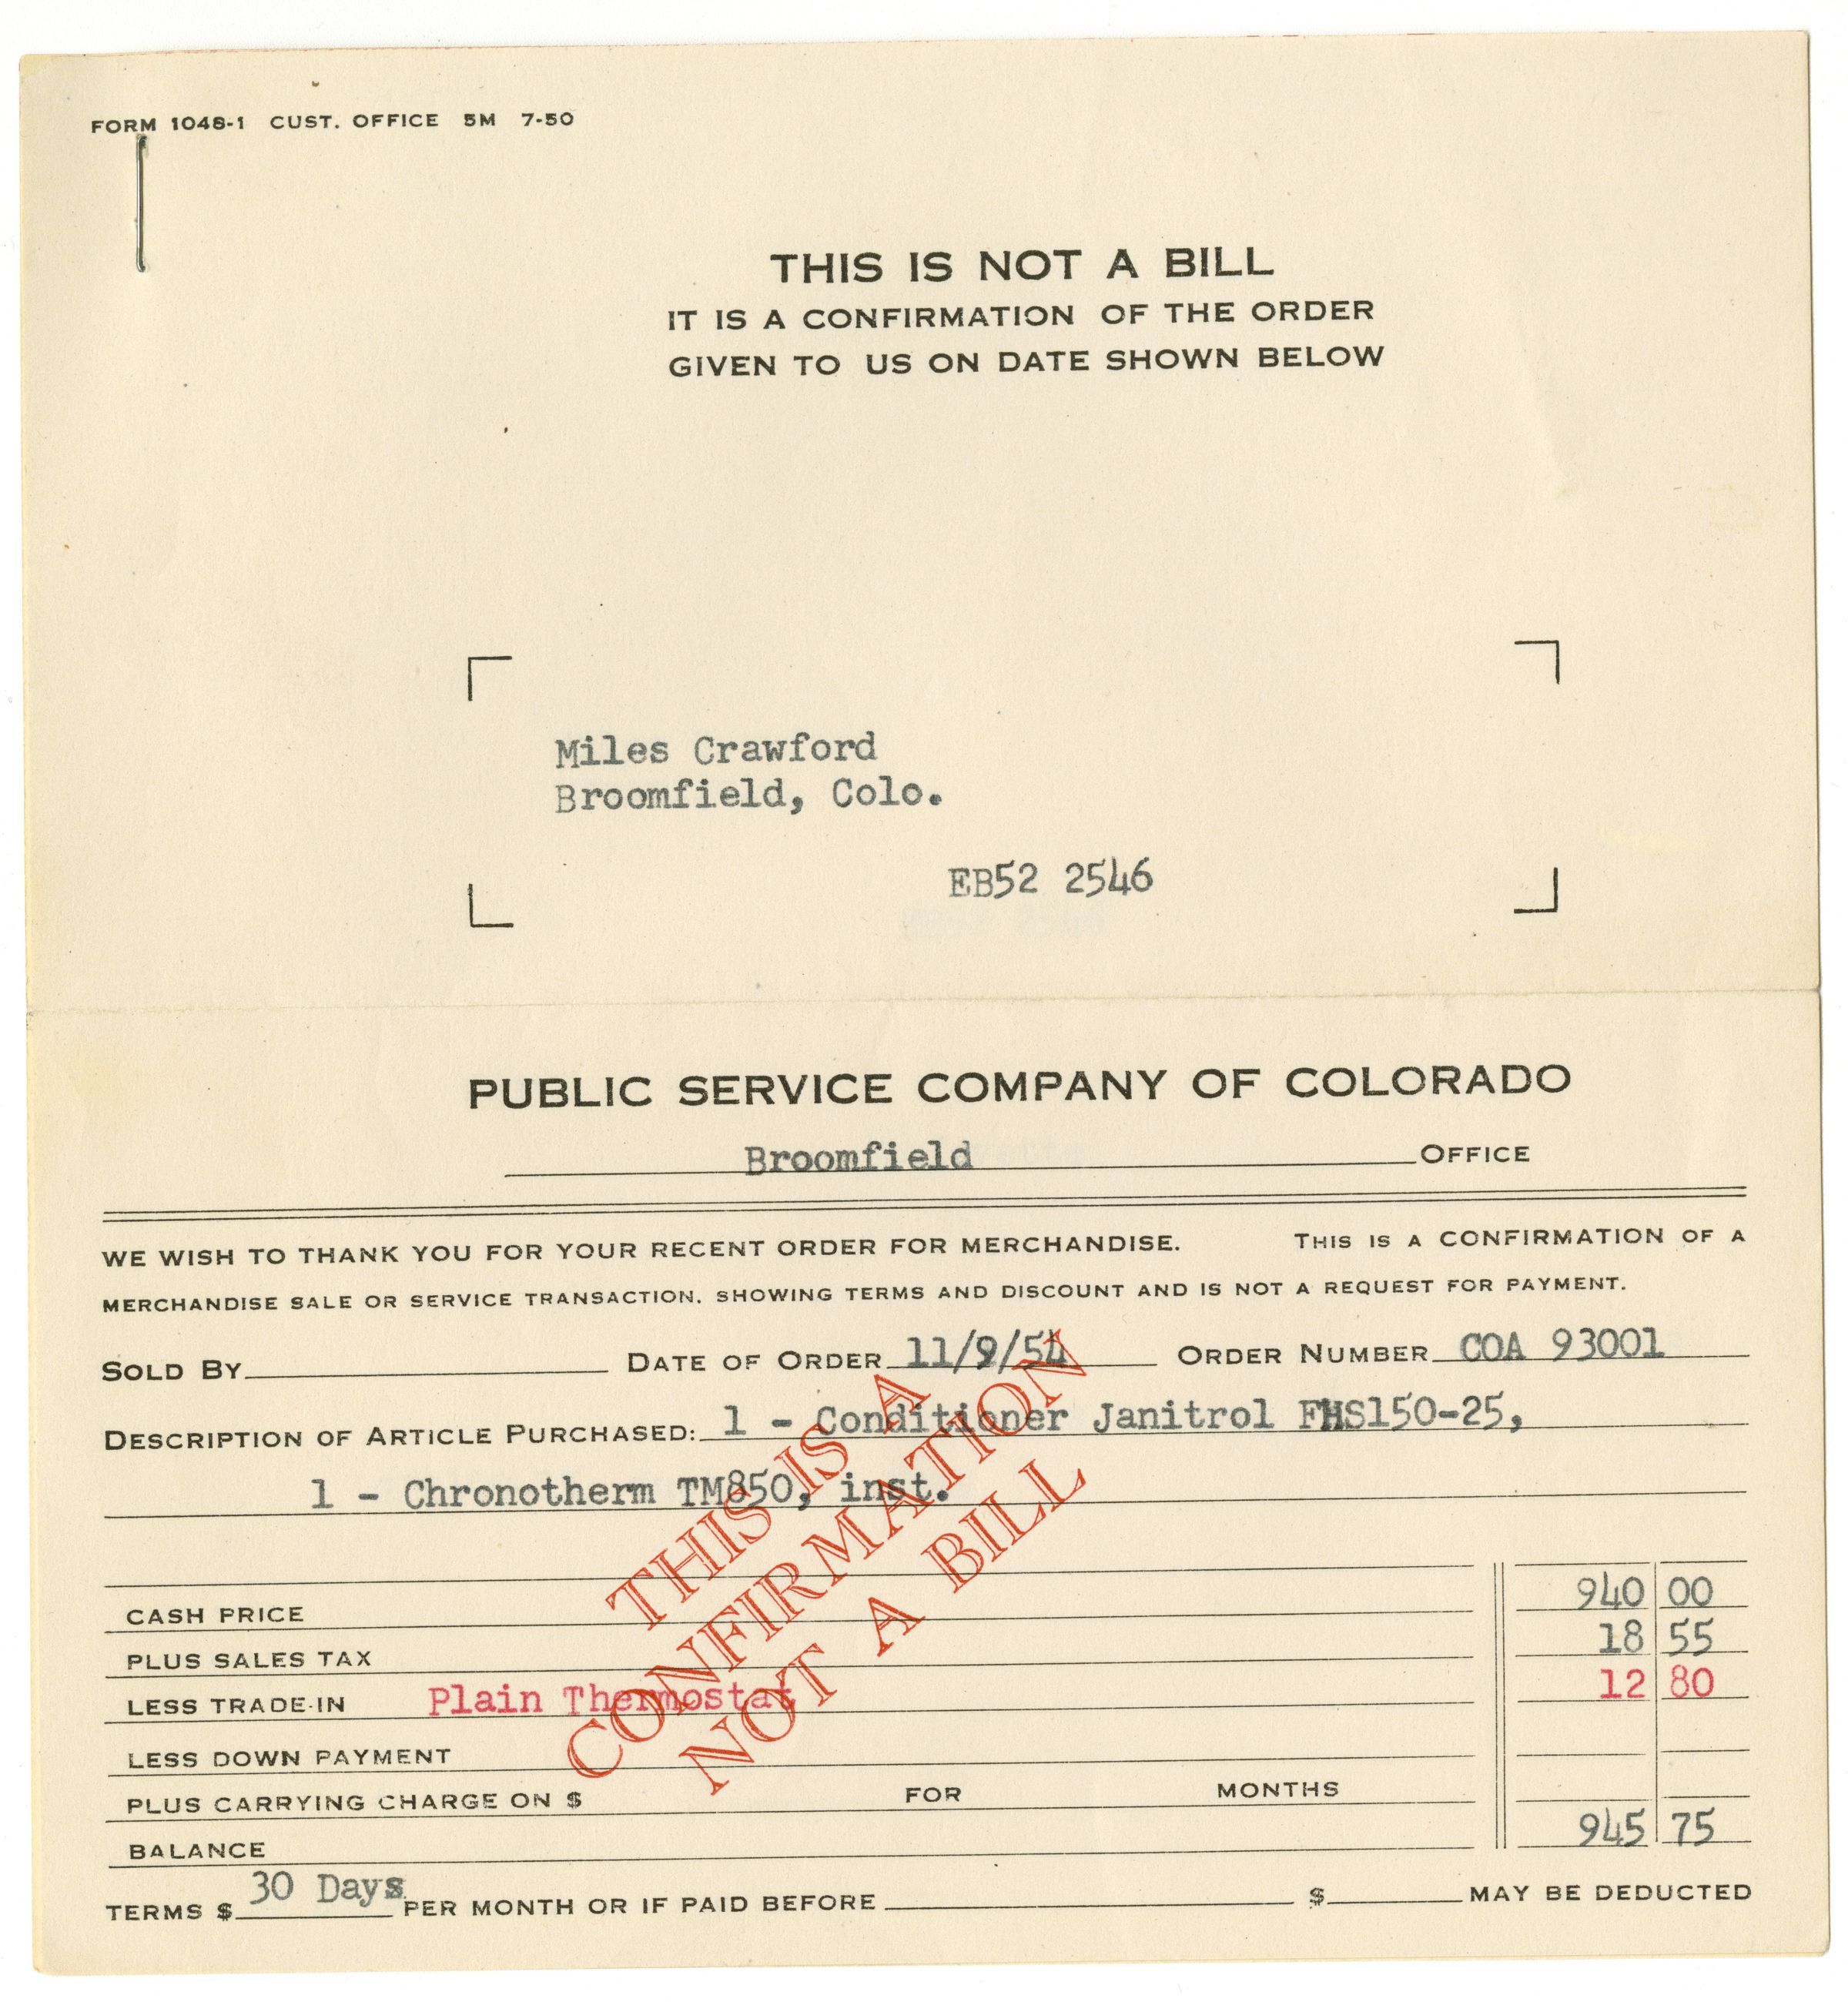 FORM 1048-1 CUST. OFFICE 5M 7-50
THIS IS NOT A BILL
IT IS A CONFIRMATION OF THE ORDER
GIVEN TO US ON DATE SHOWN BELOW
Miles Crawford
Broomfield, Colo.
EB52 2546
PUBLIC SERVICE COMPANY OF COLORADO
Broomfield OFFICE
WE WISH TO THANK YOU FOR YOUR RECENT ORDER FOR MERCHANDISE. THIS IS A CONFIRMATION OF A
MERCHANDISE SALE OR SERVICE TRANSACTION. SHOWING TERMS AND DISCOUNT AND IS NOT A REQUEST FOR PAYMENT.
SOLD BY DATE OF ORDER 11/9/54 ORDER NUMBER COA 93001
DESCRIPTION OF ARTICLE PURCHASED: 1 - Conditioner Janitrol FHS150-25,
1 - Chronotherm TM850, inst.
THIS IS A
CONFIRMATION
NOT A BILL
CASH PRICE 940 00
PLUS SALES TAX 18 55
LESS TRADE-IN Plain Thermostat 12 80
LESS DOWN PAYMENT
PLUS CARRYING CHARGE ON $ FOR MONTHS
BALANCE 945 75
TERMS $ 30 Days PER MONTH OR IF PAID BEFORE $ MAY BE DEDUCTED